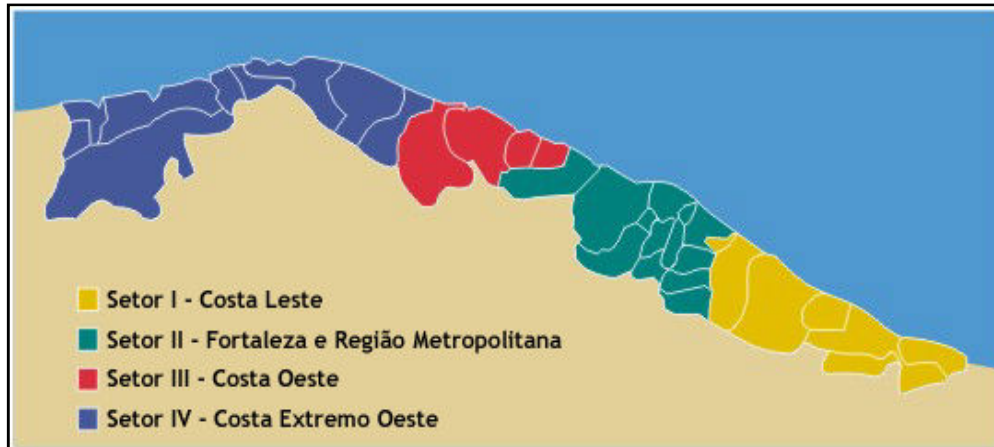 Setor I - Costa Leste
Setor II - Fortaleza e Região Metropolitana
Setor III - Costa Oeste
Setor IV - Costa Extremo Oeste